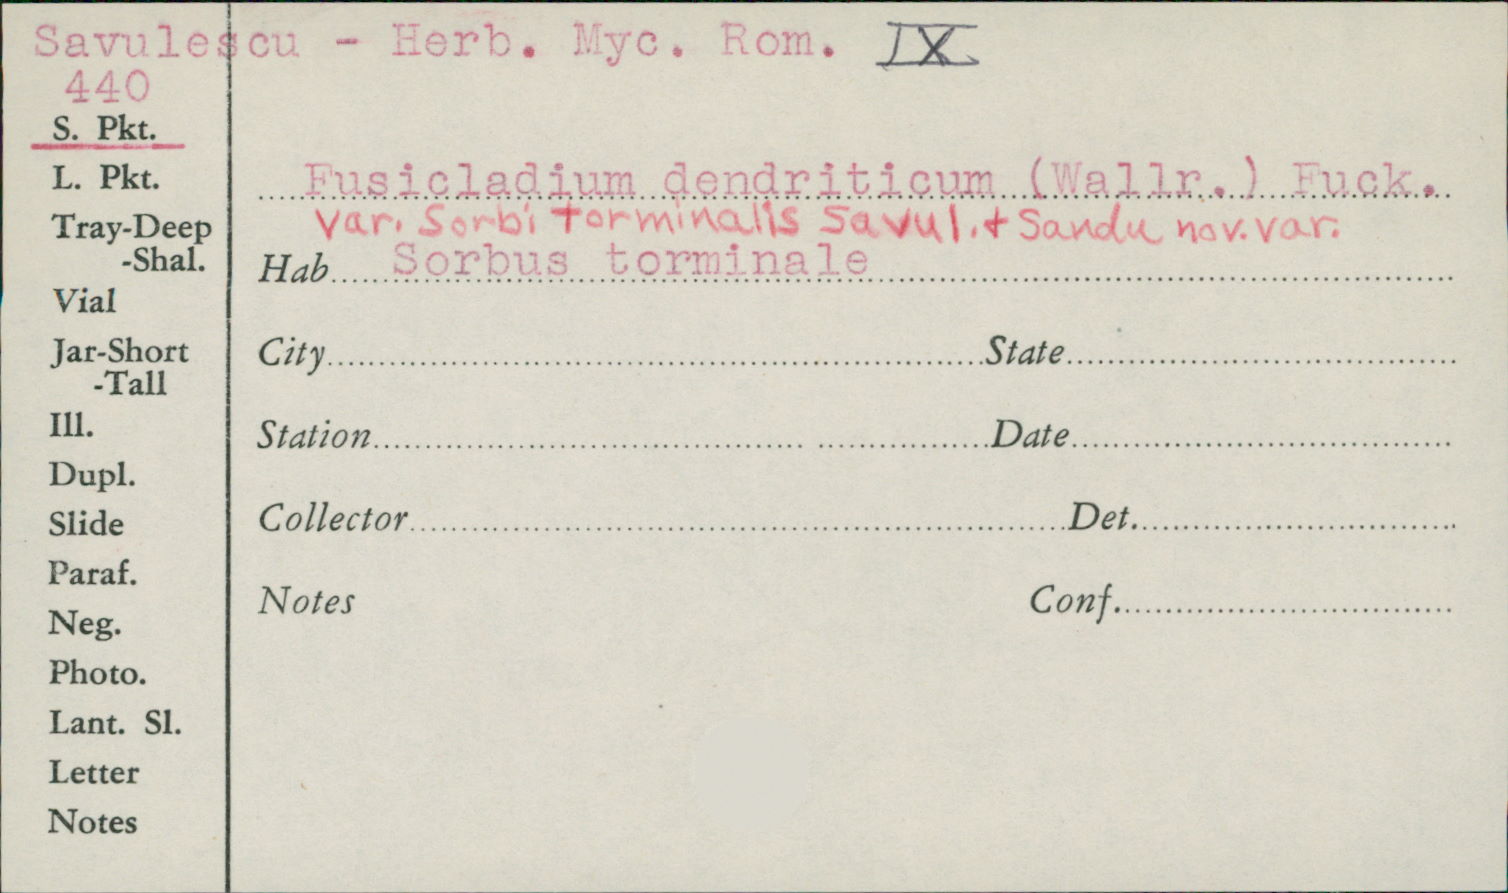 Savulescu - Herb. Myc. Rom. IX
440
S. Pkt.
L. Pkt.
Tray-Deep
-Shal.
Vial
Jar-Short
-Tall
Ill.
Dupl.
Slide
Paraf.
Neg.
Photo.
Lant. Sl.
Letter
Notes
Fusicladium dendriticum (Wallr.) Fuck.
var. Sorbi torminalis Savul. + Sandu nov. var.
Hab Sorbus torminale
City State
Station Date
Collector Det.
Notes Conf.